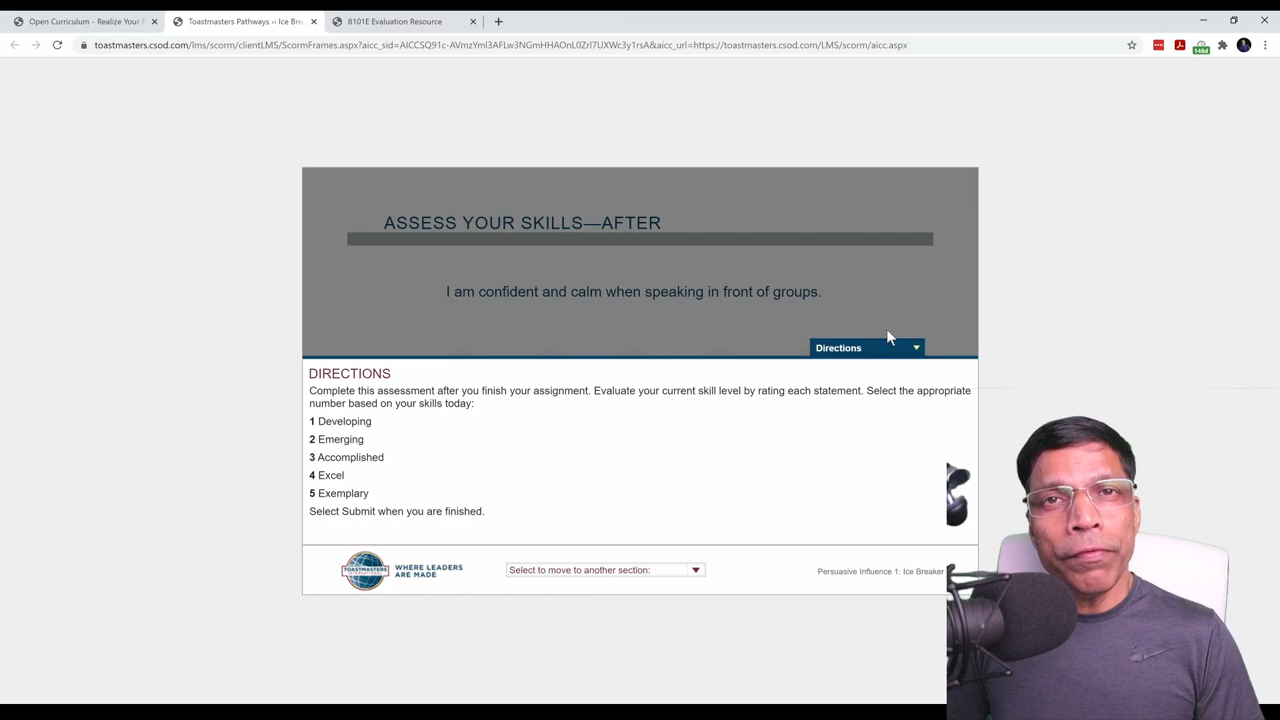 Open Curriculum - Realize Your P
Toastmasters Pathways ›› Ice Brea
8101E Evaluation Resource
toastmasters.csod.com/lms/scorm/clientLMS/ScormFrames.aspx?aicc_sid=AICCSQ91c-AVmzYml3AFLw3NGmHHAOnL0Zrl7UXWc3y1rsA&aicc_url=https://toastmasters.csod.com/LMS/scorm/aicc.aspx
148d
ASSESS YOUR SKILLS—AFTER
I am confident and calm when speaking in front of groups.
Directions
DIRECTIONS
Complete this assessment after you finish your assignment. Evaluate your current skill level by rating each statement. Select the appropriate
number based on your skills today:
1 Developing
2 Emerging
3 Accomplished
4 Excel
5 Exemplary
Select Submit when you are finished.
TOASTMASTERS
INTERNATIONAL
WHERE LEADERS
ARE MADE
Select to move to another section:
Persuasive Influence 1: Ice Breaker